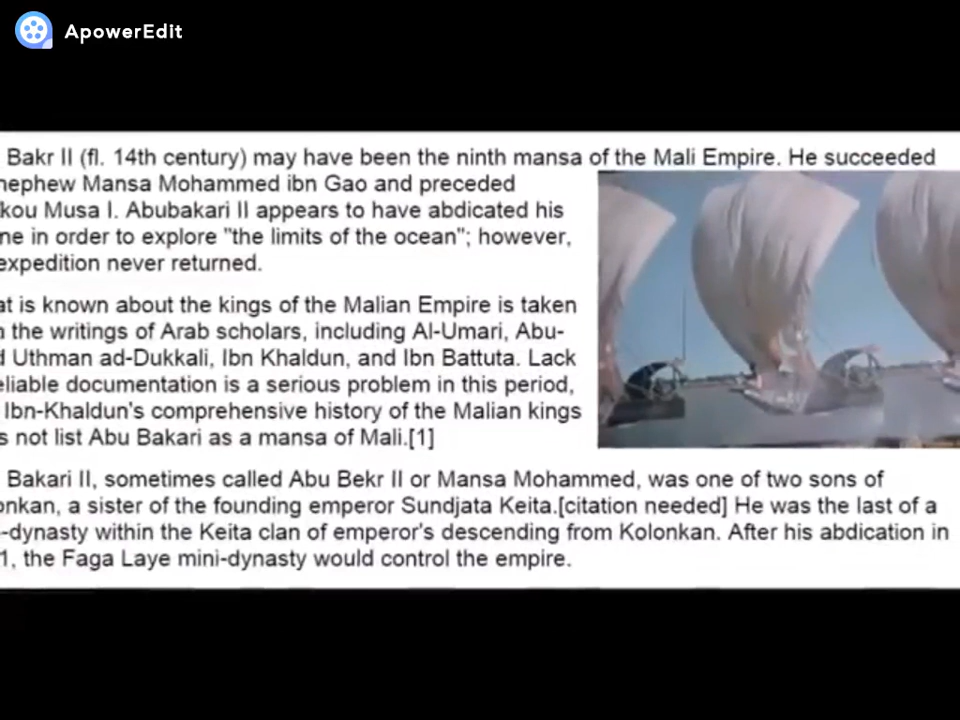 ApowerEdit
Bakr II (fl. 14th century) may have been the ninth mansa of the Mali Empire. He succeeded
nephew Mansa Mohammed ibn Gao and preceded
kou Musa I. Abubakari II appears to have abdicated his
ne in order to explore "the limits of the ocean"; however,
expedition never returned.
at is known about the kings of the Malian Empire is taken
the writings of Arab scholars, including Al-Umari, Abu-
d Uthman ad-Dukkali, Ibn Khaldun, and Ibn Battuta. Lack
eliable documentation is a serious problem in this period,
Ibn-Khaldun's comprehensive history of the Malian kings
s not list Abu Bakari as a mansa of Mali.[1]
Bakari II, sometimes called Abu Bekr II or Mansa Mohammed, was one of two sons of
onkan, a sister of the founding emperor Sundjata Keita.[citation needed] He was the last of a
-dynasty within the Keita clan of emperor's descending from Kolonkan. After his abdication in
1, the Faga Laye mini-dynasty would control the empire.